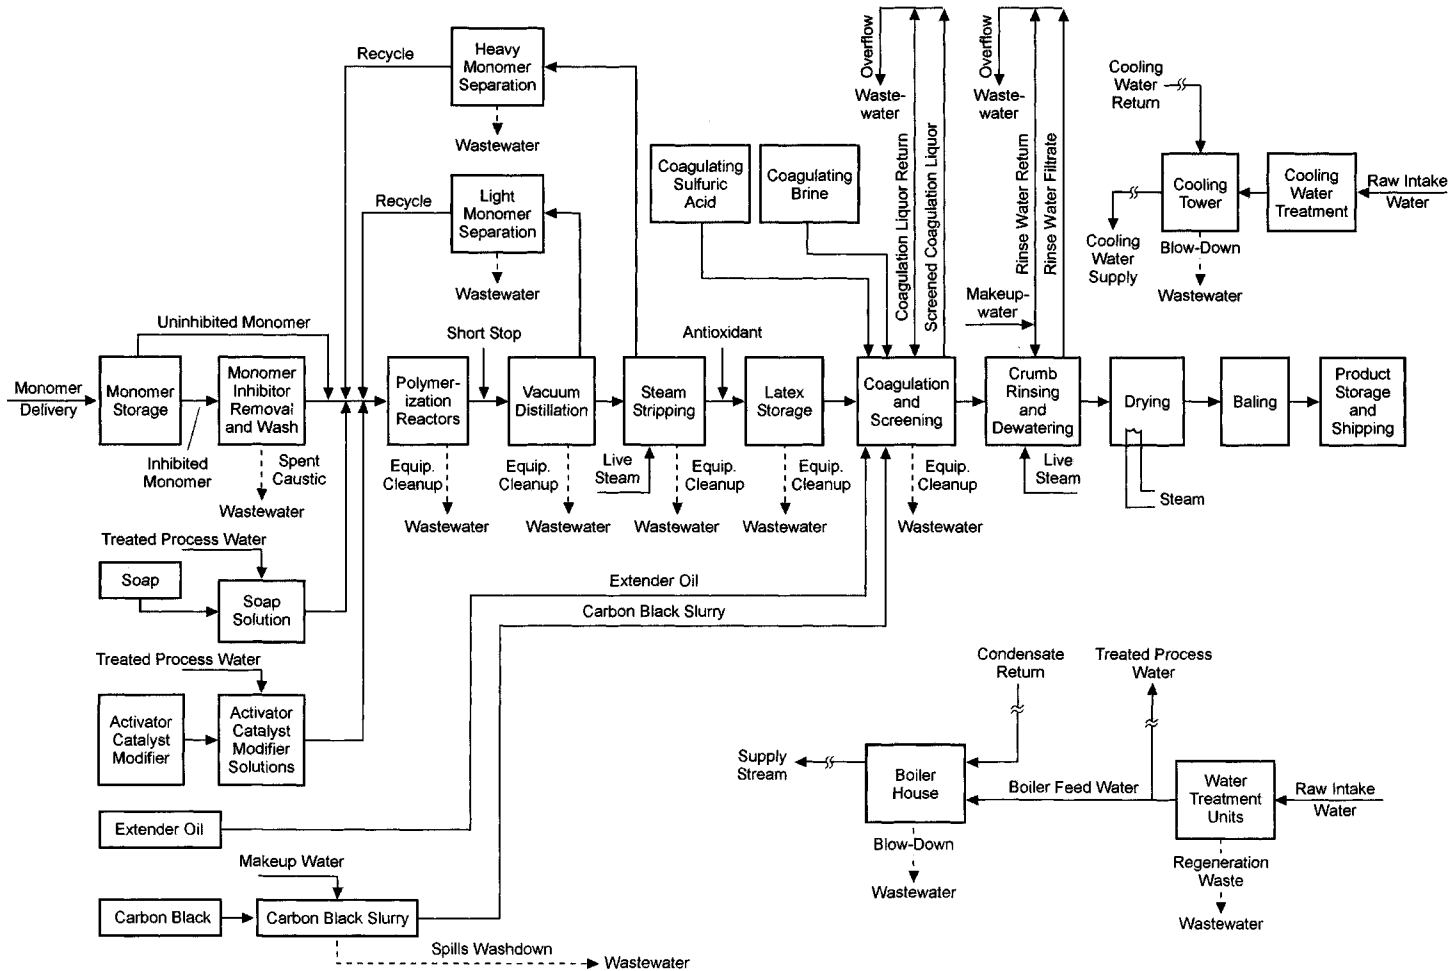 Recycle
Heavy
Monomer
Separation
Wastewater
Recycle
Light
Monomer
Separation
Wastewater
Coagulating
Sulfuric
Acid
Coagulating
Brine
Overflow
Waste-
water
Coagulation Liquor Return
Screened Coagulation Liquor
Overflow
Waste-
water
Rinse Water Return
Rinse Water Filtrate
Makeup-
water
Cooling
Water
Return
Cooling
Tower
Cooling
Water
Treatment
Raw Intake
Water
Cooling
Water
Supply
Blow-Down
Wastewater
Uninhibited Monomer
Short Stop
Antioxidant
Monomer
Delivery
Monomer
Storage
Monomer
Inhibitor
Removal
and Wash
Polymer-
ization
Reactors
Vacuum
Distillation
Steam
Stripping
Latex
Storage
Coagulation
and
Screening
Crumb
Rinsing
and
Dewatering
Drying
Baling
Product
Storage
and
Shipping
Inhibited
Monomer
Spent
Caustic
Wastewater
Equip.
Cleanup
Wastewater
Equip.
Cleanup
Wastewater
Live
Steam
Equip.
Cleanup
Wastewater
Equip.
Cleanup
Wastewater
Equip.
Cleanup
Wastewater
Live
Steam
Steam
Treated Process Water
Soap
Soap
Solution
Extender Oil
Carbon Black Slurry
Treated Process Water
Activator
Catalyst
Modifier
Activator
Catalyst
Modifier
Solutions
Condensate
Return
Treated Process
Water
Supply
Stream
Boiler
House
Boiler Feed Water
Water
Treatment
Units
Raw Intake
Water
Blow-Down
Wastewater
Regeneration
Waste
Wastewater
Extender Oil
Makeup Water
Carbon Black
Carbon Black Slurry
Spills Washdown
Wastewater